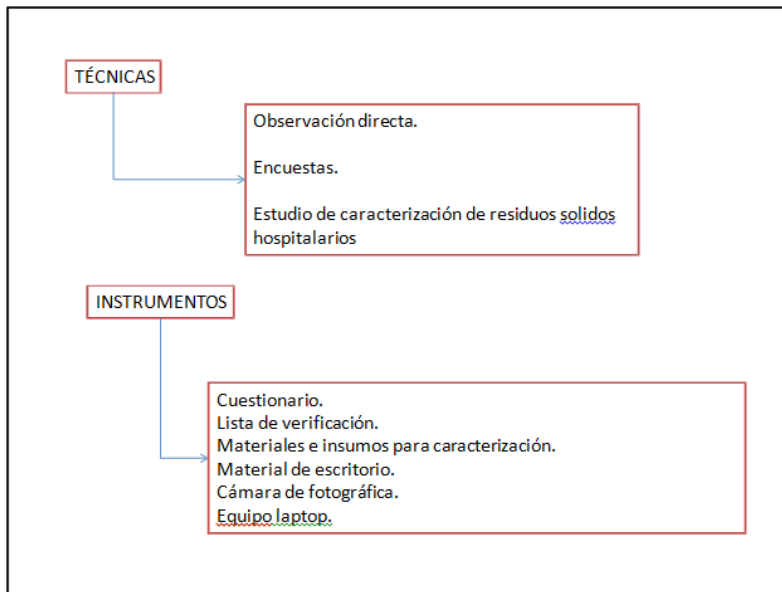 TÉCNICAS
Observación directa.
Encuestas.
Estudio de caracterización de residuos solidos
hospitalarios
INSTRUMENTOS
Cuestionario.
Lista de verificación.
Materiales e insumos para caracterización.
Material de escritorio.
Cámara de fotográfica.
Equipo laptop.